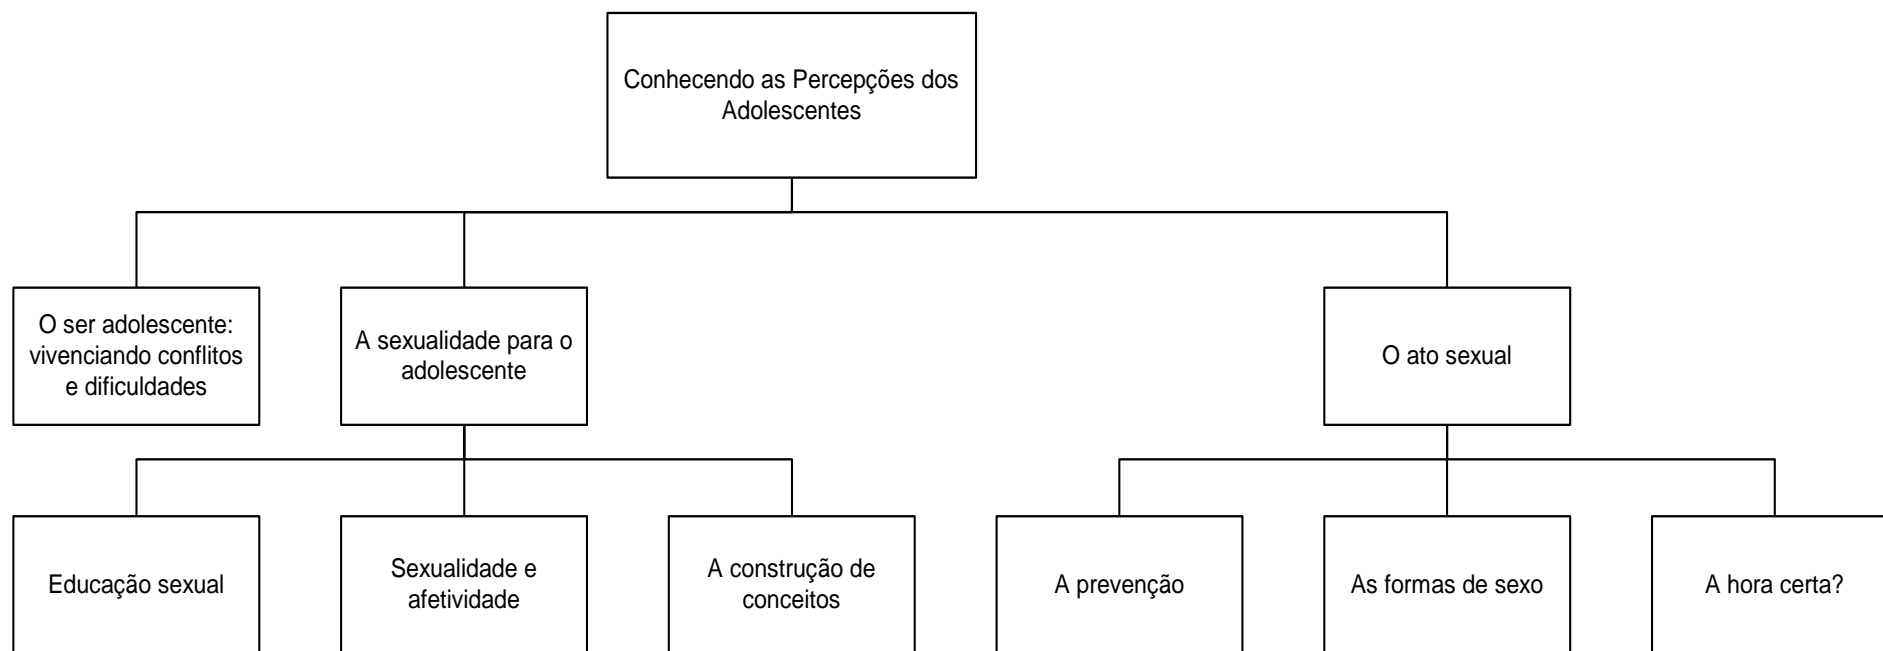 Conhecendo as Percepções dos
Adolescentes
O ser adolescente:
vivenciando conflitos
e dificuldades
A sexualidade para o
adolescente
O ato sexual
Educação sexual
Sexualidade e
afetividade
A construção de
conceitos
A prevenção
As formas de sexo
A hora certa?